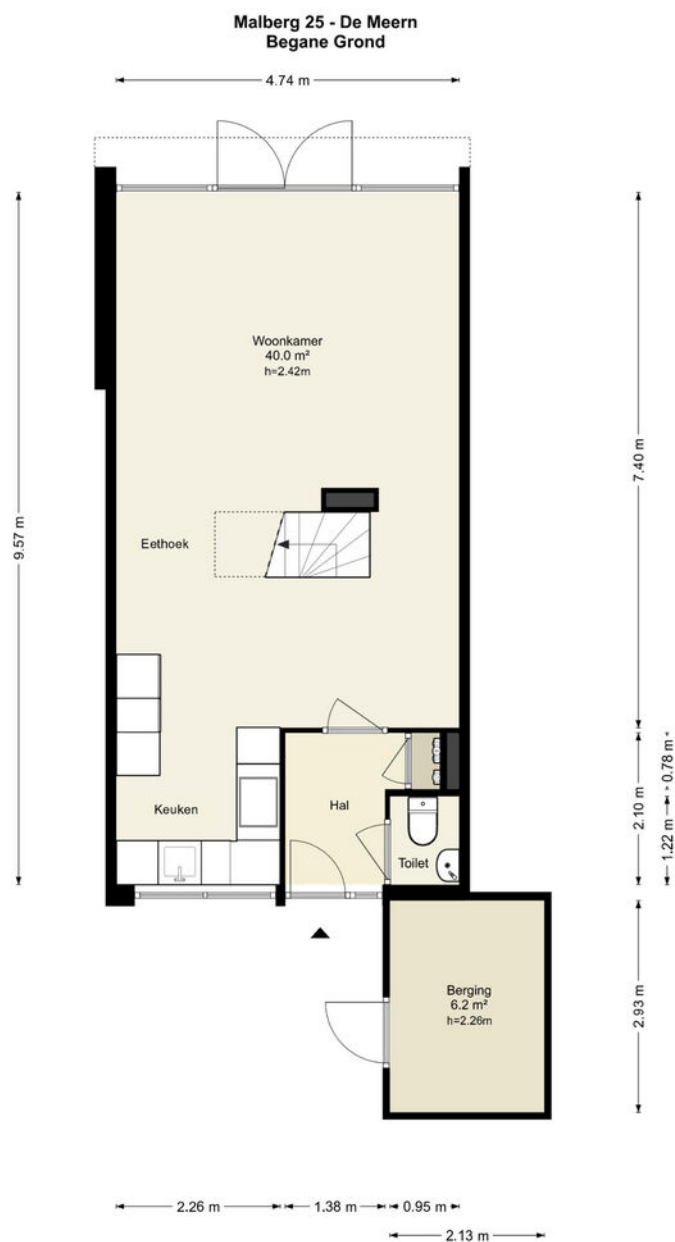 Malberg 25 - De Meern
Begane Grond
4.74 m
Woonkamer
40.0 m²
h=2.42m
7.40 m
9.57 m
Eethoek
Keuken
Hal
Toilet
2.10 m
0.78 m
1.22 m
Berging
6.2 m²
h=2.26m
2.93 m
2.26 m
1.38 m
0.95 m
2.13 m